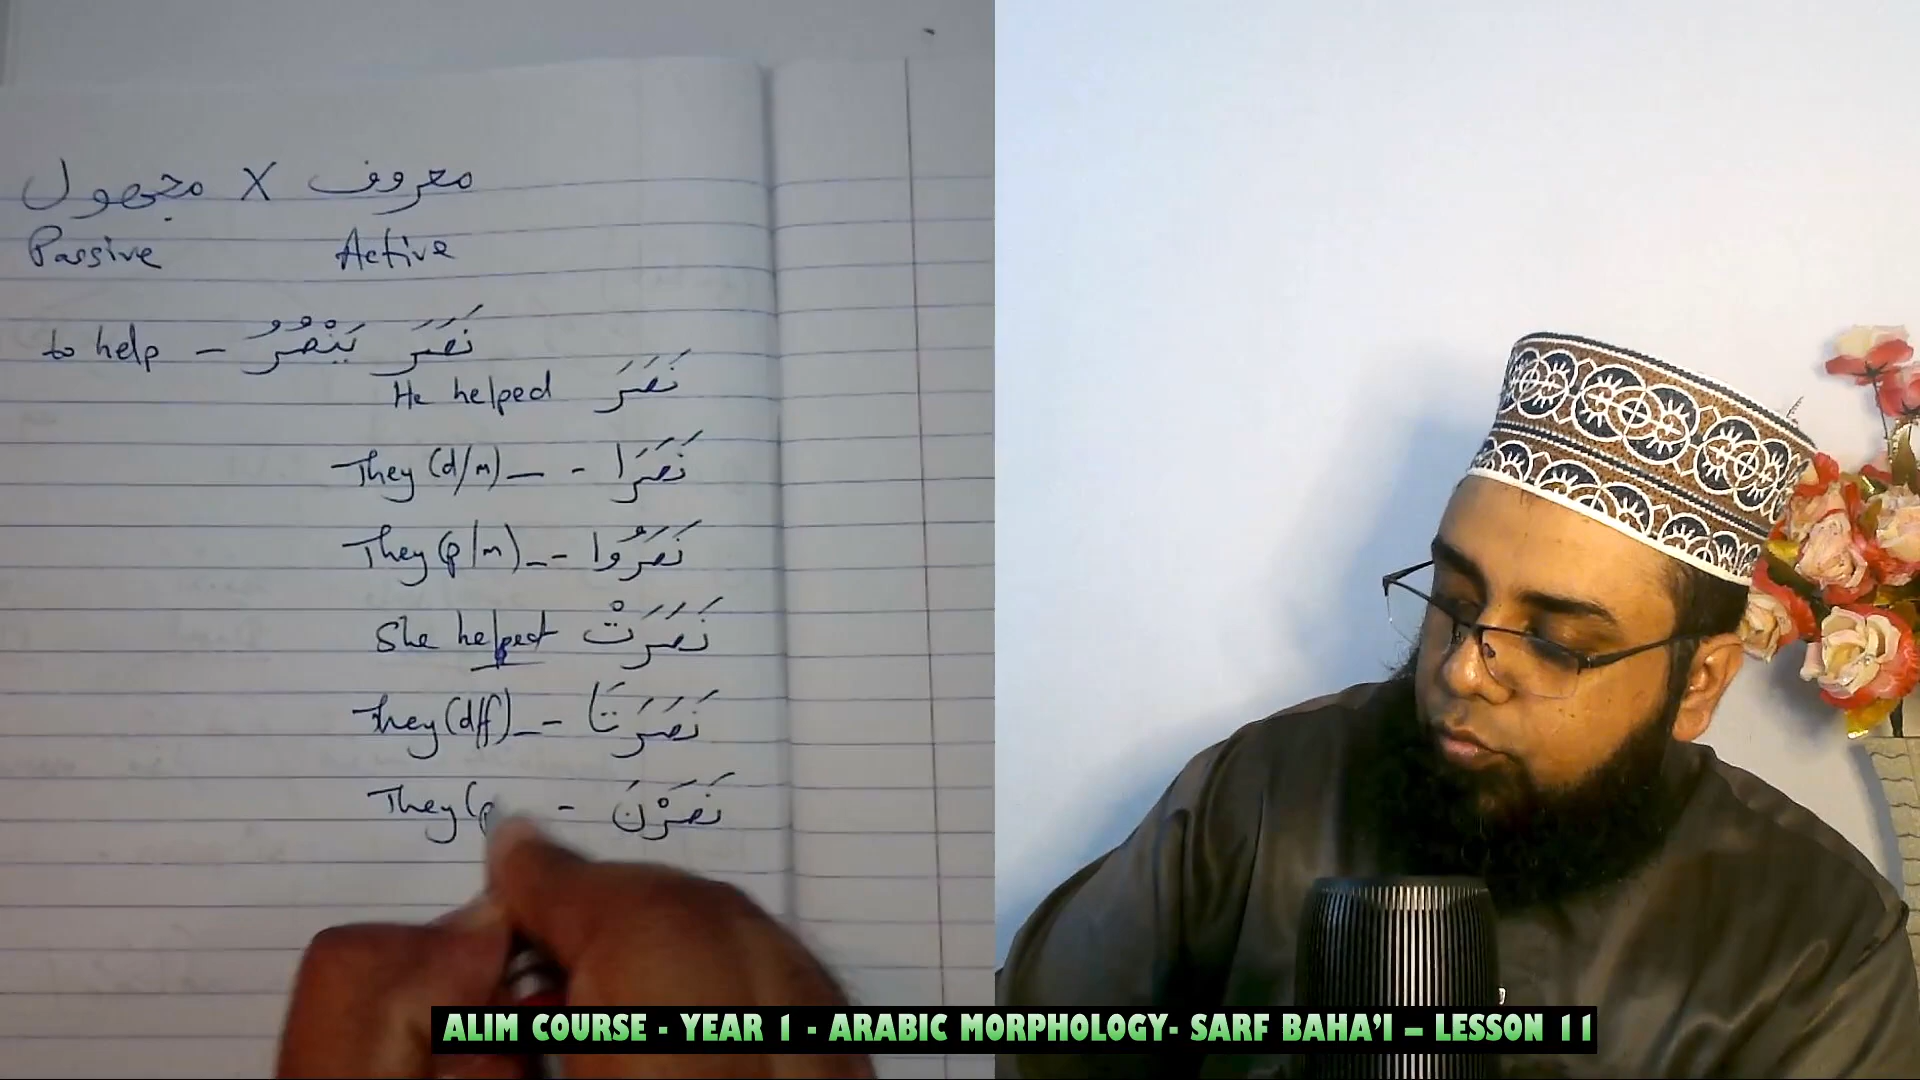 معروف X مجهول
Passive Active
نَصَرَ يَنْصُرُ - to help
He helped نَصَرَ
They (d/m) _ - نَصَرَا
They (p/m) _ - نَصَرُوا
She helped نَصَرَتْ
They (d/f) _ - نَصَرَتَا
They (p - نَصَرْنَ
ALIM COURSE - YEAR 1 - ARABIC MORPHOLOGY- SARF BAHA'I – LESSON 11